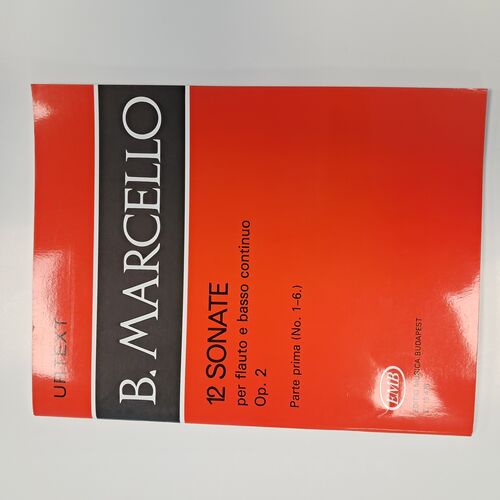 URTEXT
B. MARCELLO
12 SONATE
per flauto e basso continuo
Op. 2
Parte prima (No. 1–6.)
EMB
BUDAPEST